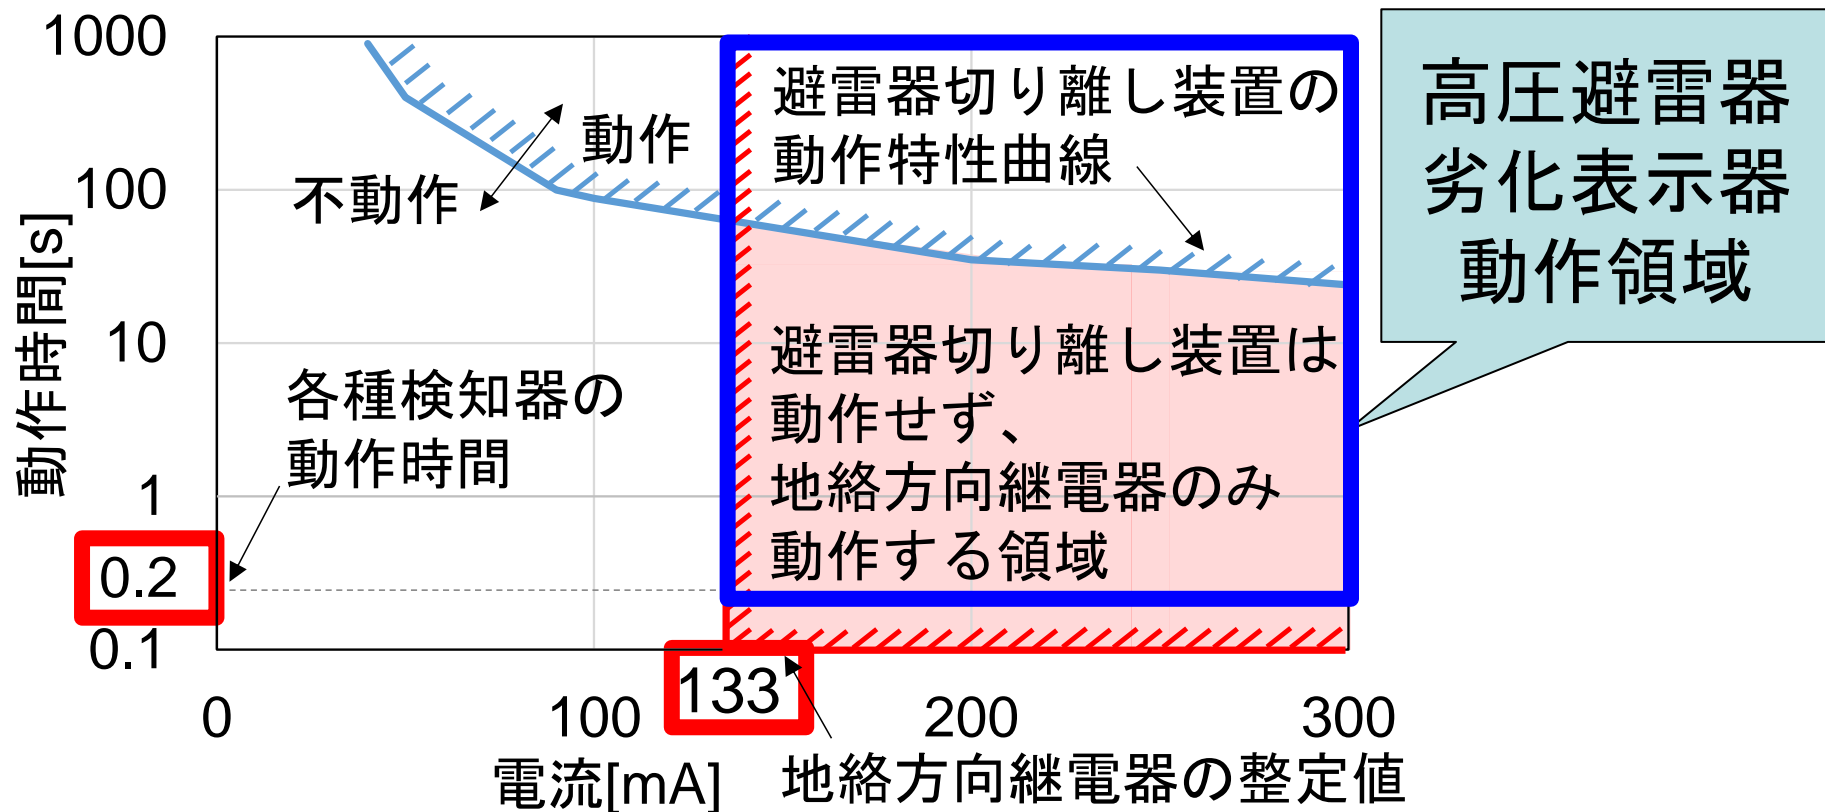 1000
100
10
1
0.2
0.1
動作時間[s]
動作
不動作
各種検知器の
動作時間
避雷器切り離し装置の
動作特性曲線
避雷器切り離し装置は
動作せず、
地絡方向継電器のみ
動作する領域
高圧避雷器
劣化表示器
動作領域
0
100
133
200
300
電流[mA]
地絡方向継電器の整定値